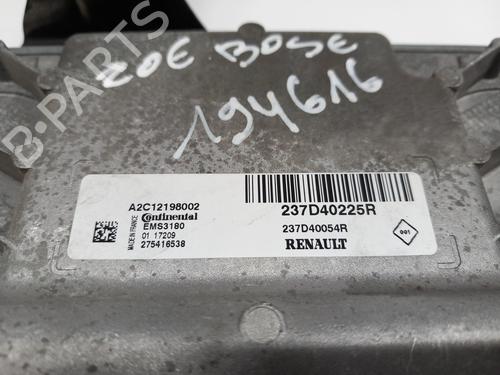 ZOE BOSE
194616
A2C12198002
Continental
EMS3180
01 17209
275416538
MADE IN FRANCE
237D40225R
237D40054R
RENAULT
001
B-PARTS